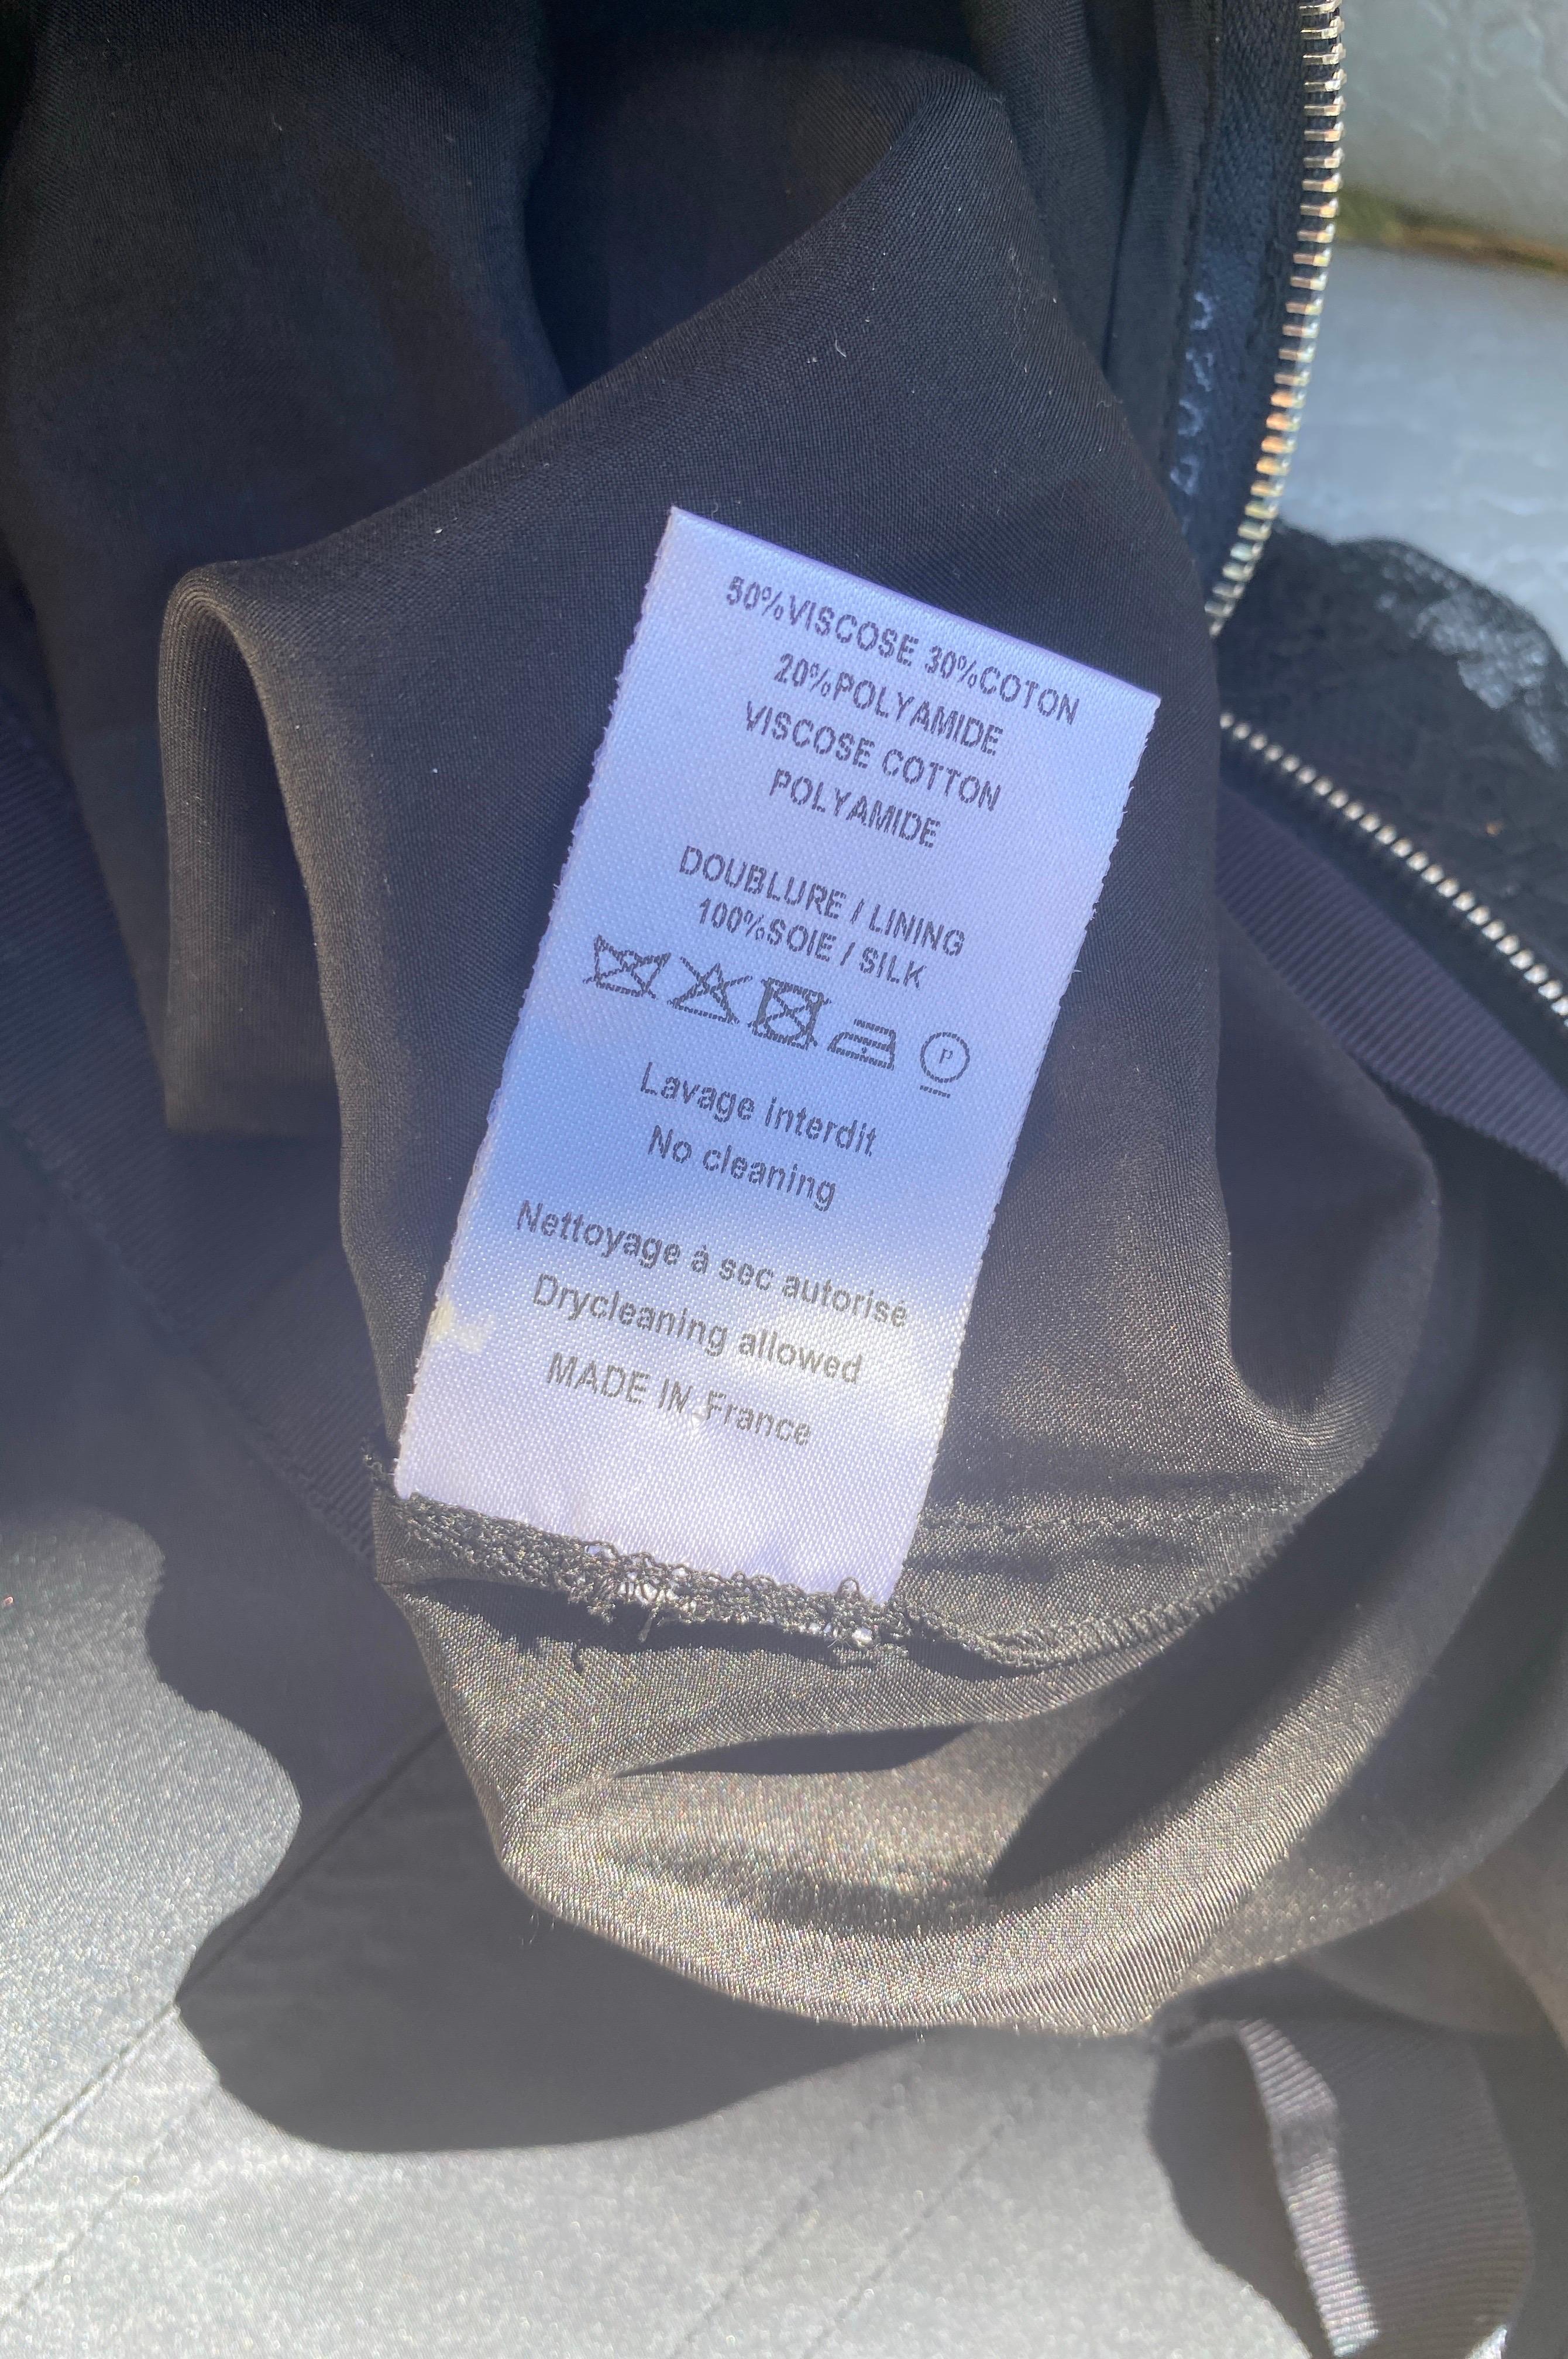 50%VISCOSE 30%COTON
20%POLYAMIDE
VISCOSE COTTON
POLYAMIDE
DOUBLURE / LINING
100%SOIE / SILK
P
Lavage interdit
No cleaning
Nettoyage à sec autorisé
Drycleaning allowed
MADE IN France